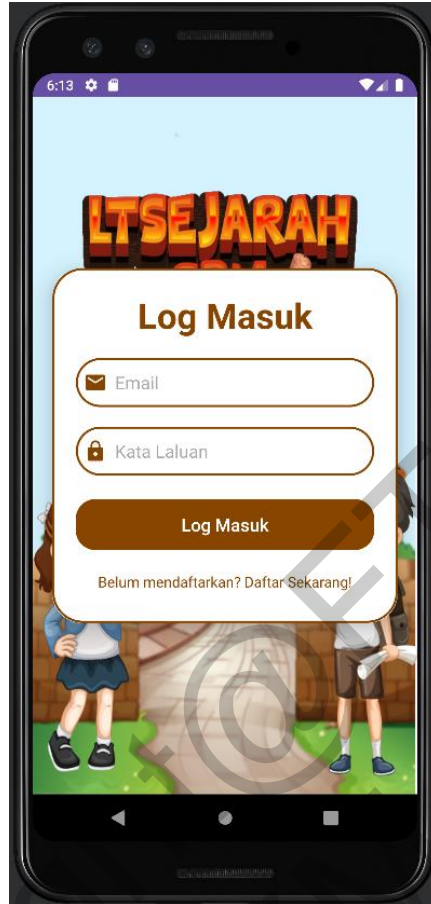 6:13
LTSEJARAH
Log Masuk
Email
Kata Laluan
Log Masuk
Belum mendaftarkan? Daftar Sekarang!